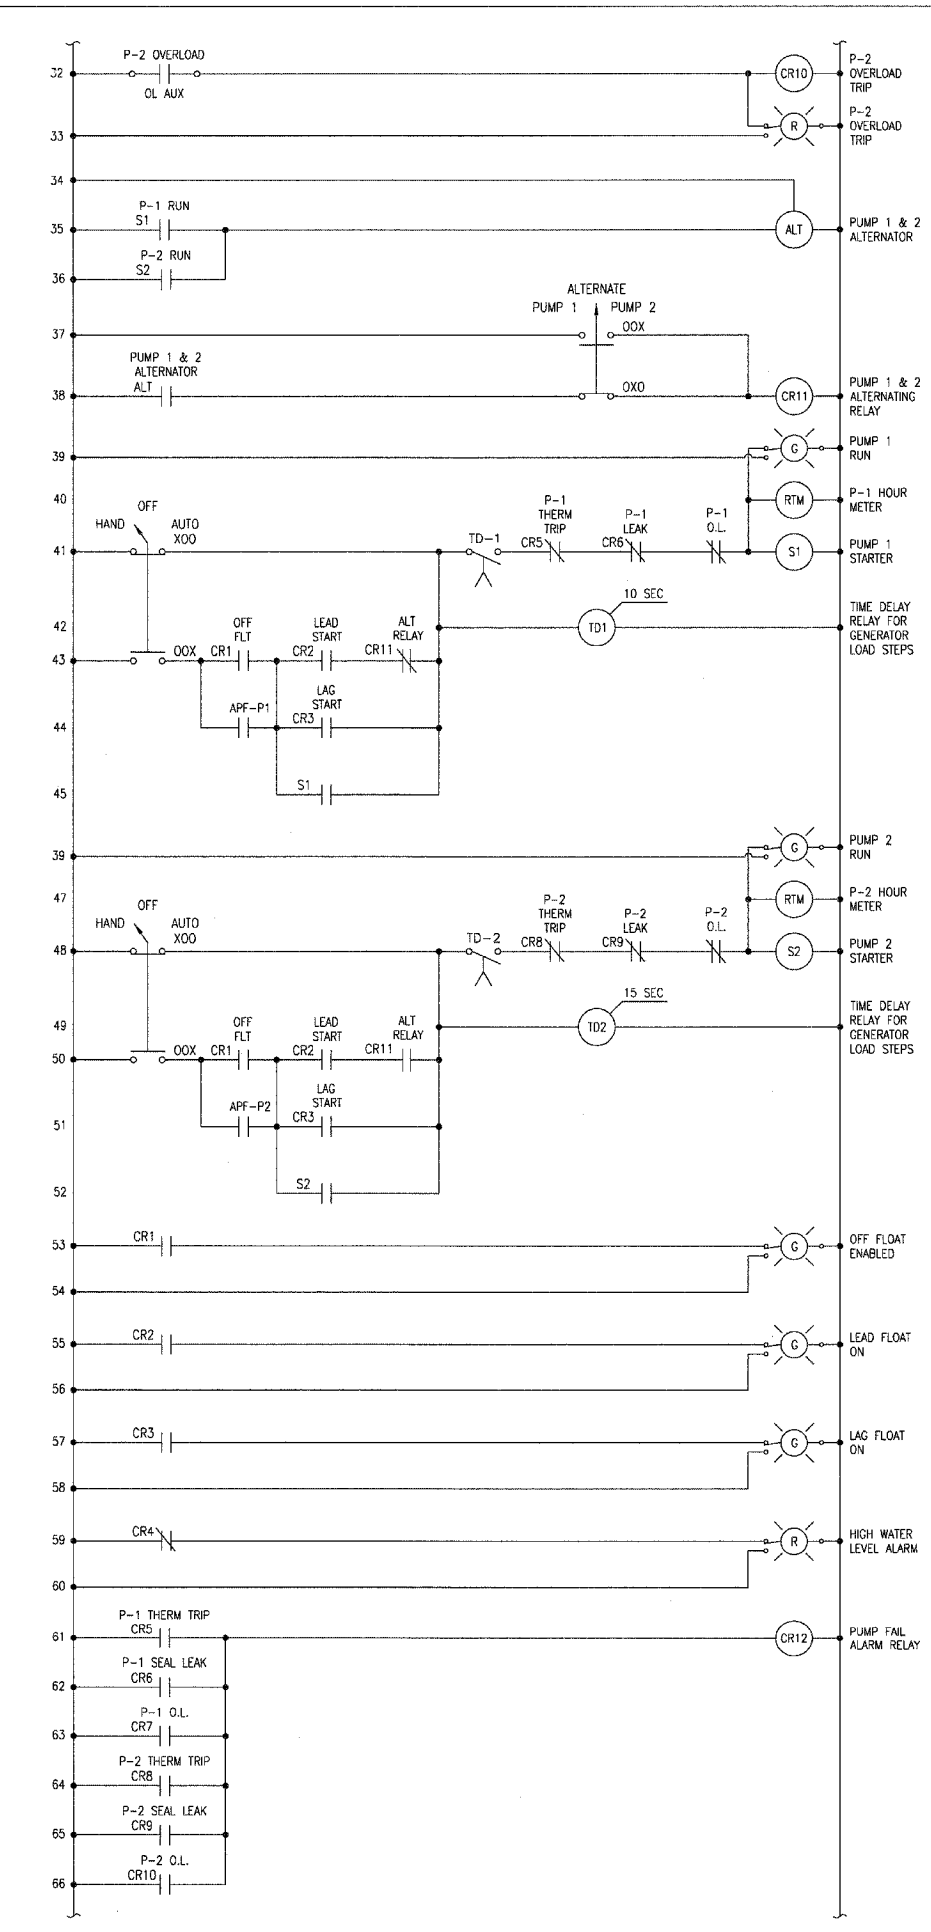 P-2 OVERLOAD
32
OL AUX
CR10
P-2
OVERLOAD
TRIP
33
R
P-2
OVERLOAD
TRIP
34
P-1 RUN
35
S1
ALT
PUMP 1 & 2
ALTERNATOR
P-2 RUN
36
S2
ALTERNATE
PUMP 1
PUMP 2
37
OOX
PUMP 1 & 2
ALTERNATOR
38
ALT
OXO
CR11
PUMP 1 & 2
ALTERNATING
RELAY
39
G
PUMP 1
RUN
40
RTM
P-1 HOUR
METER
OFF
HAND
AUTO
XOO
41
TD-1
P-1
THERM
TRIP
CR5
P-1
LEAK
CR6
P-1
O.L.
S1
PUMP 1
STARTER
10 SEC
42
TD1
TIME DELAY
RELAY FOR
GENERATOR
LOAD STEPS
43
OOX
OFF
FLT
CR1
LEAD
START
CR2
ALT
RELAY
CR11
44
APF-P1
LAG
START
CR3
45
S1
39
G
PUMP 2
RUN
47
RTM
P-2 HOUR
METER
OFF
HAND
AUTO
XOO
48
TD-2
P-2
THERM
TRIP
CR8
P-2
LEAK
CR9
P-2
O.L.
S2
PUMP 2
STARTER
15 SEC
49
TD2
TIME DELAY
RELAY FOR
GENERATOR
LOAD STEPS
50
OOX
OFF
FLT
CR1
LEAD
START
CR2
ALT
RELAY
CR11
51
APF-P2
LAG
START
CR3
52
S2
53
CR1
G
OFF FLOAT
ENABLED
54
55
CR2
G
LEAD FLOAT
ON
56
57
CR3
G
LAG FLOAT
ON
58
59
CR4
R
HIGH WATER
LEVEL ALARM
60
P-1 THERM TRIP
61
CR5
CR12
PUMP FAIL
ALARM RELAY
P-1 SEAL LEAK
62
CR6
P-1 O.L.
63
CR7
P-2 THERM TRIP
64
CR8
P-2 SEAL LEAK
65
CR9
P-2 O.L.
66
CR10